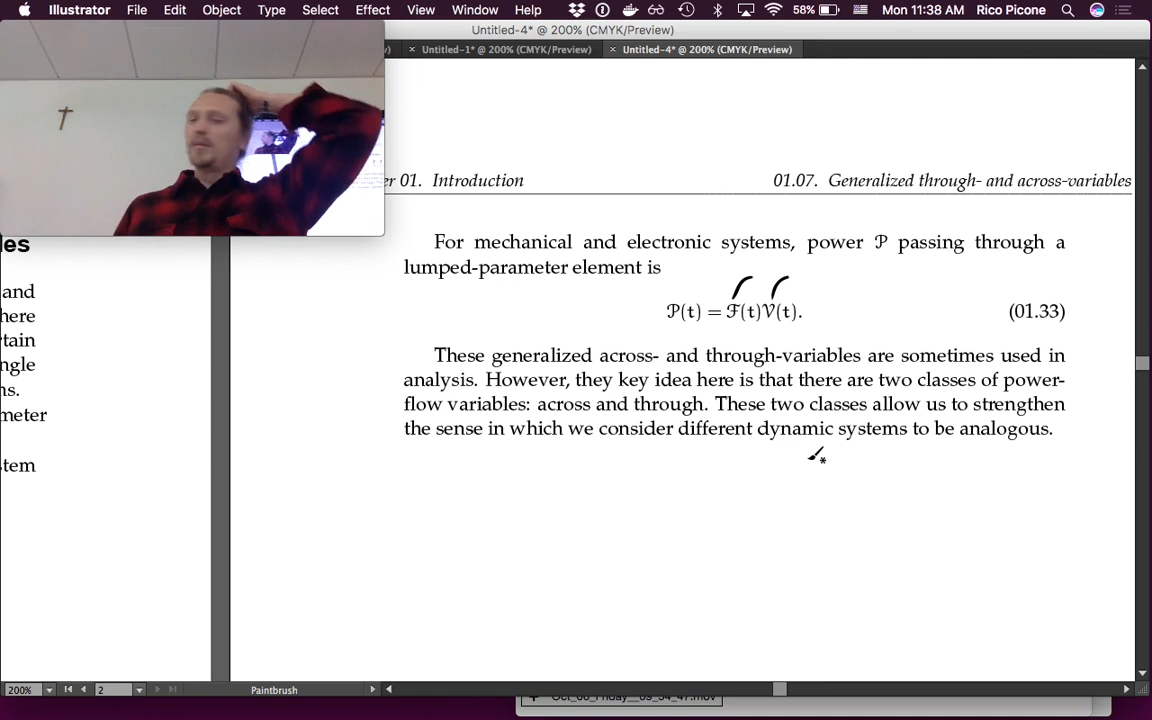 Illustrator File Edit Object Type Select Effect View Window Help 58% Mon 11:38 AM Rico Picone
Untitled-4* @ 200% (CMYK/Preview)
) × Untitled-1* @ 200% (CMYK/Preview) × Untitled-4* @ 200% (CMYK/Preview)
er 01. Introduction 01.07. Generalized through- and across-variables
les
and
here
rtain
ngle
ns.
meter
stem
For mechanical and electronic systems, power P passing through a
lumped-parameter element is
P(t) = F(t)V(t). (01.33)
These generalized across- and through-variables are sometimes used in
analysis. However, they key idea here is that there are two classes of power-
flow variables: across and through. These two classes allow us to strengthen
the sense in which we consider different dynamic systems to be analogous.
200% 2 Paintbrush